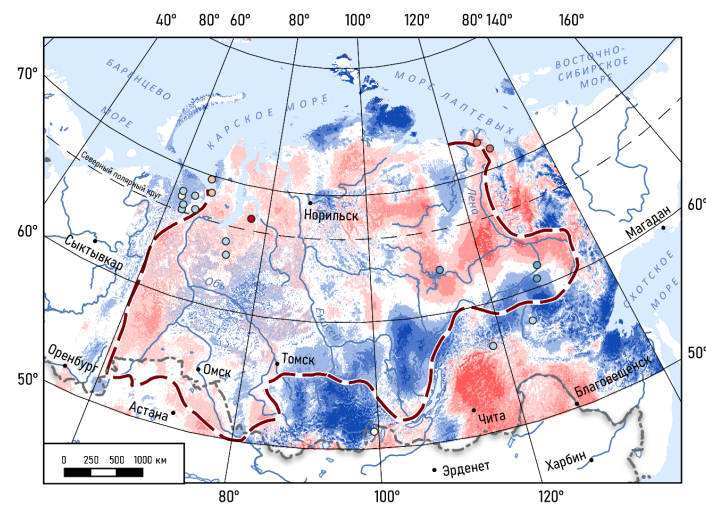 40° 80° 60° 80° 100° 120° 80° 140° 160°
70°
БАРЕНЦЕВО
МОРЕ
КАРСКОЕ МОРЕ
МОРЕ ЛАПТЕВЫХ
ВОСТОЧНО-
СИБИРСКОЕ
МОРЕ
Северный полярный круг
60°
60°
Норильск
Лена
Сыктывкар
Магадан
ОХОТСКОЕ
МОРЕ
Обь
Оренбург
Томск
Омск
50°
50°
Астана
Чита
Благовещенск
Эрденет
Харбин
0 250 500 1000 км
80° 100° 120°